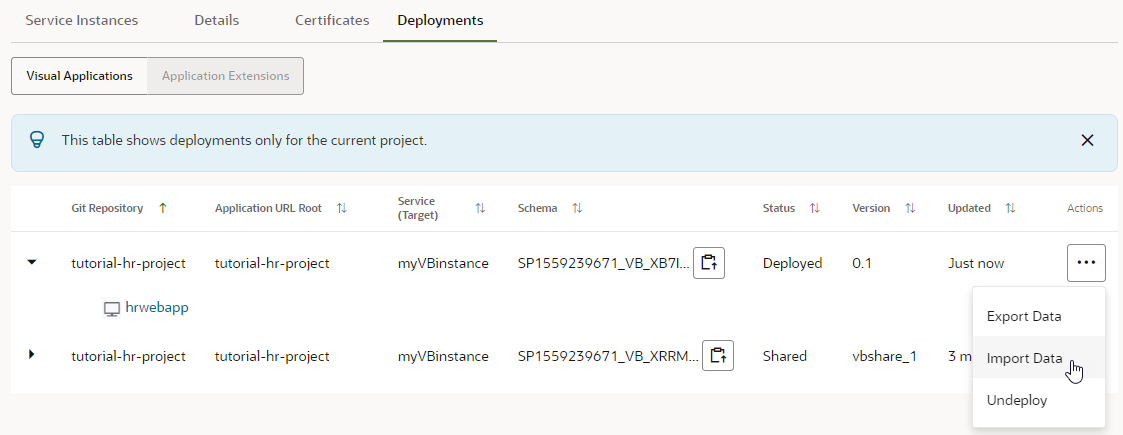 Service Instances Details Certificates Deployments
Visual Applications Application Extensions
This table shows deployments only for the current project.
Git Repository Application URL Root Service (Target) Schema Status Version Updated Actions
tutorial-hr-project tutorial-hr-project myVBinstance SP1559239671_VB_XB7I... Deployed 0.1 Just now
hrwebapp
Export Data
tutorial-hr-project tutorial-hr-project myVBinstance SP1559239671_VB_XRRM... Shared vbshare_1 3 m
Import Data
Undeploy